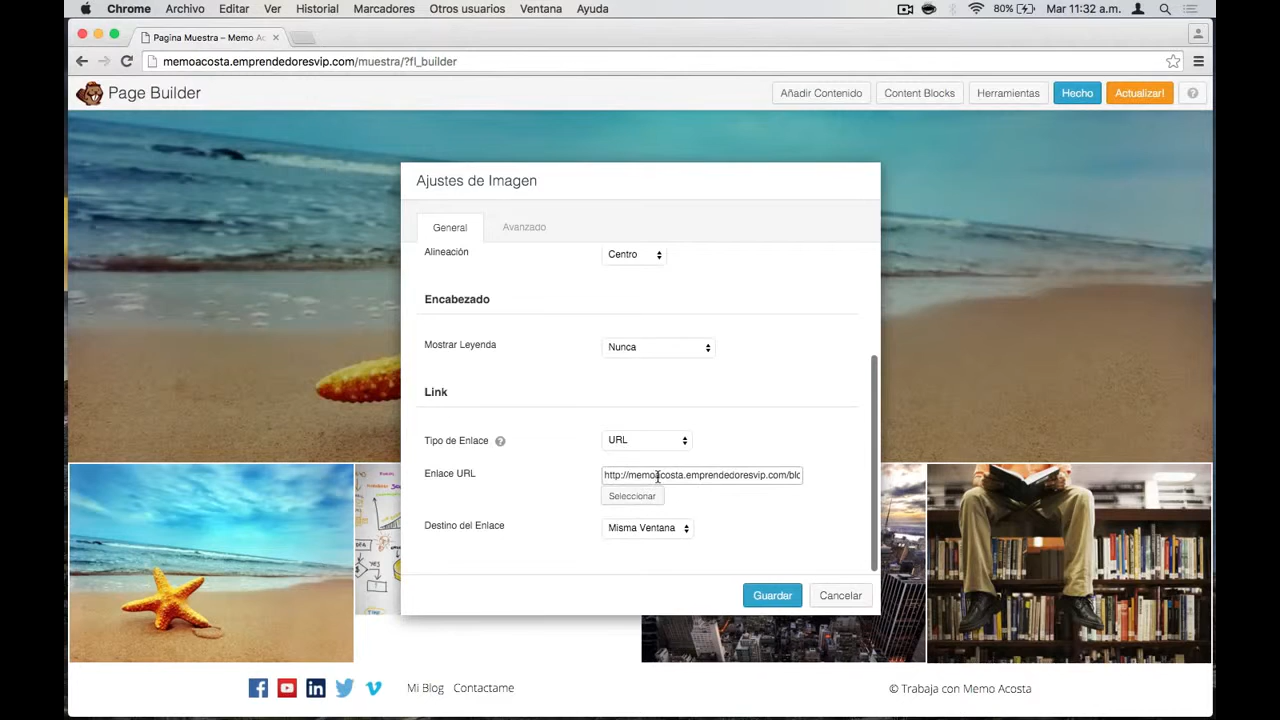 Chrome Archivo Editar Ver Historial Marcadores Otros usuarios Ventana Ayuda 80% Mar 11:32 a.m.
Pagina Muestra – Memo Ac
memoacosta.emprendedoresvip.com/muestra/?fl_builder
Page Builder Añadir Contenido Content Blocks Herramientas Hecho Actualizar! ?
Ajustes de Imagen
General Avanzado
Alineación Centro
Encabezado
Mostrar Leyenda Nunca
Link
Tipo de Enlace ? URL
Enlace URL http://memoacosta.emprendedoresvip.com/blo
Seleccionar
Destino del Enlace Misma Ventana
Guardar Cancelar
Mi Blog Contactame © Trabaja con Memo Acosta